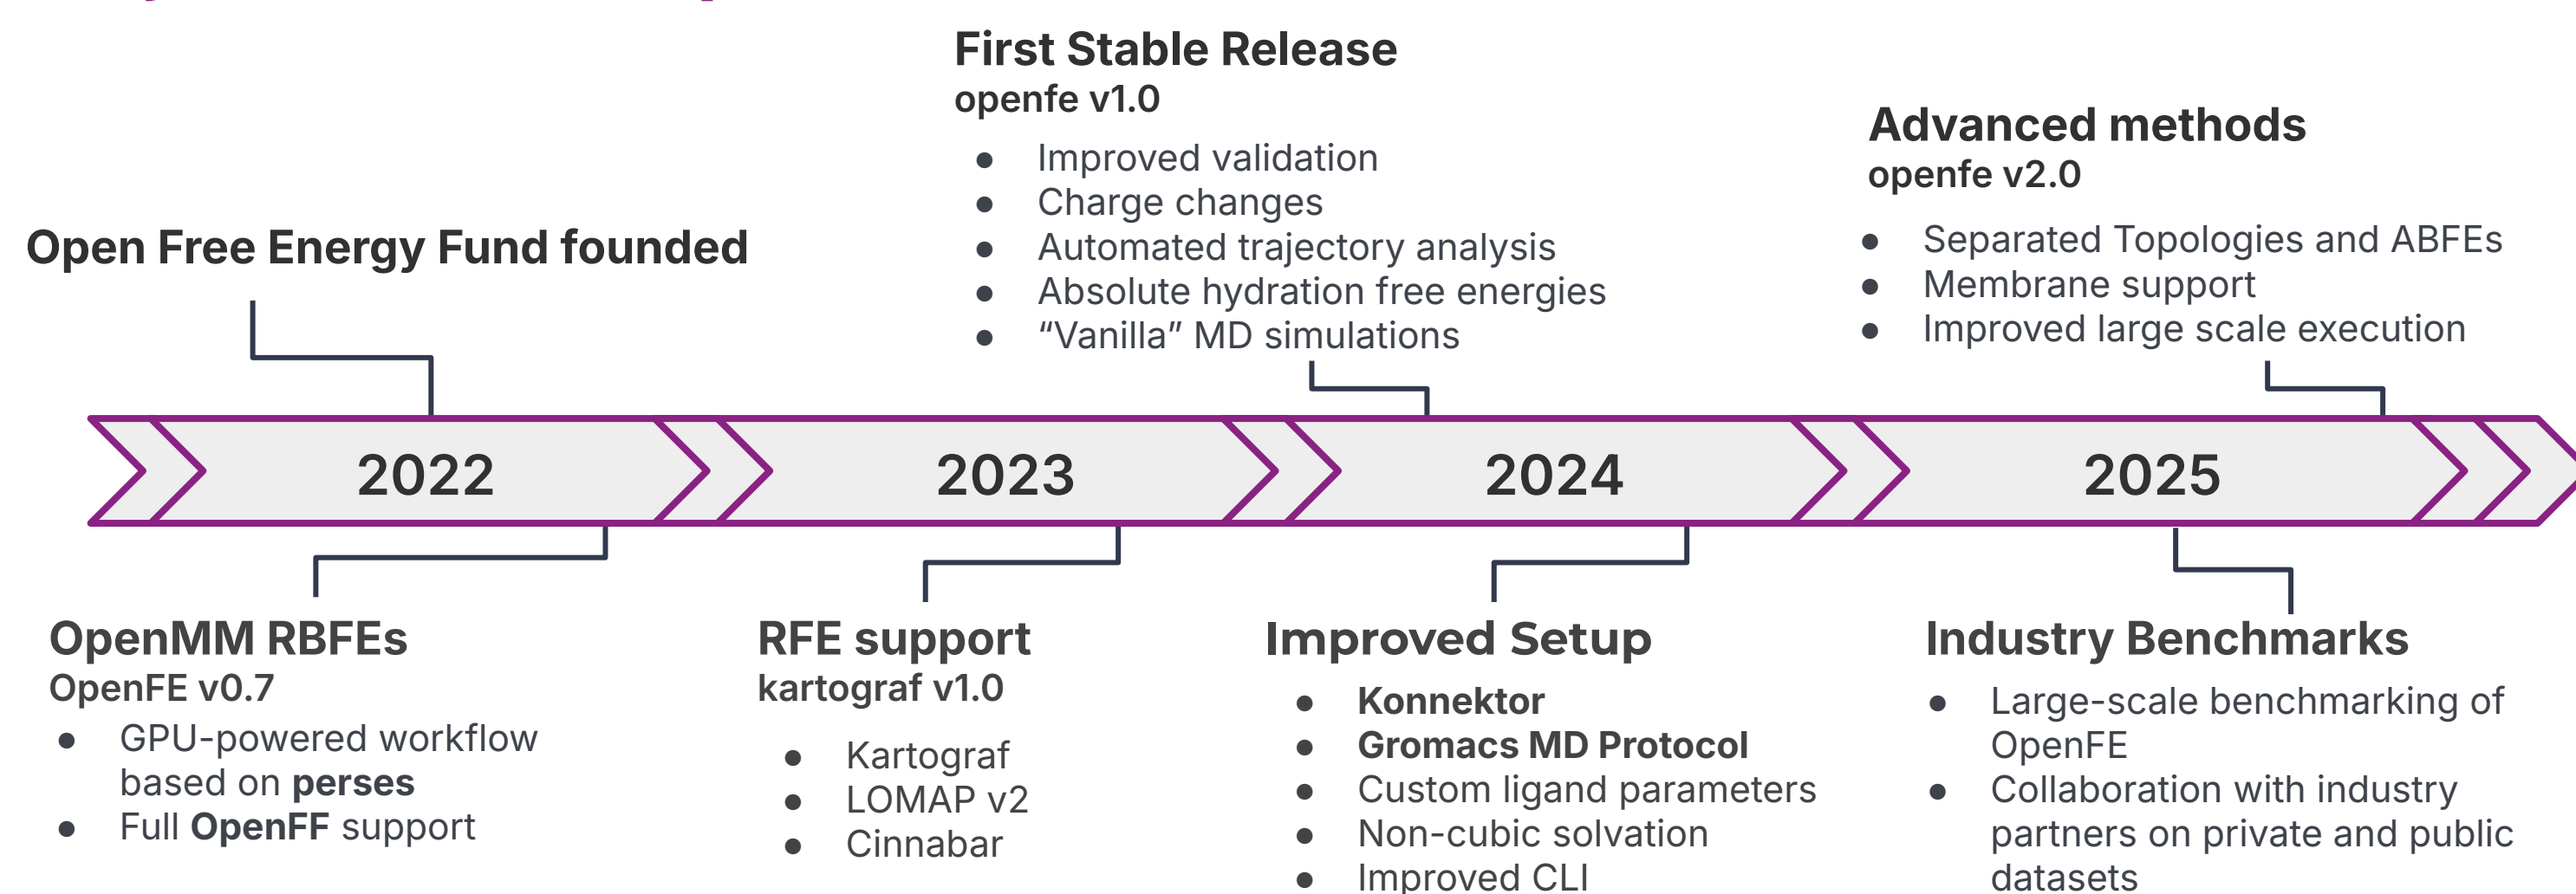 First Stable Release
openfe v1.0
● Improved validation
● Charge changes
● Automated trajectory analysis
● Absolute hydration free energies
● “Vanilla” MD simulations
Advanced methods
openfe v2.0
● Separated Topologies and ABFEs
● Membrane support
● Improved large scale execution
Open Free Energy Fund founded
2022
2023
2024
2025
OpenMM RBFEs
OpenFE v0.7
● GPU-powered workflow
based on perses
● Full OpenFF support
RFE support
kartograf v1.0
● Kartograf
● LOMAP v2
● Cinnabar
Improved Setup
● Konnektor
● Gromacs MD Protocol
● Custom ligand parameters
● Non-cubic solvation
● Improved CLI
Industry Benchmarks
● Large-scale benchmarking of
OpenFE
● Collaboration with industry
partners on private and public
datasets